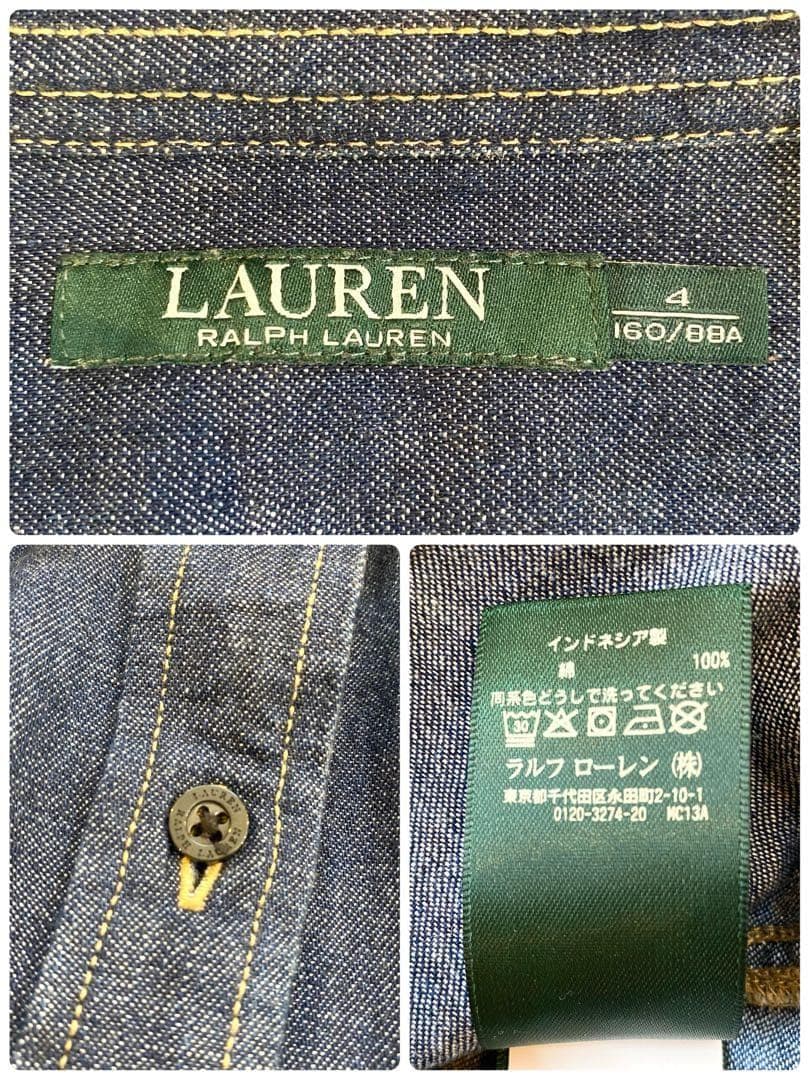 LAUREN
RALPH LAUREN
4
160/88A
LAUREN RALPH
インドネシア製
綿 100%
同系色どうしで洗ってください
30
ラルフ ローレン (株)
東京都千代田区永田町2-10-1
0120-3274-20 MC13A